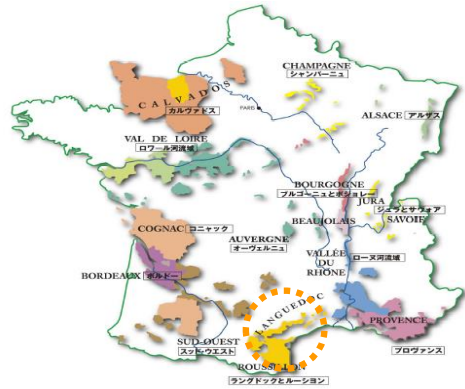 CHAMPAGNE
シャンパーニュ
CALVADOS
カルヴァドス
PARIS
ALSACE アルザス
VAL DE LOIRE
ロワール河流域
BOURGOGNE
ブルゴーニュとボジョレー
JURA
ジュラとサヴォア
BEAUJOLAIS
SAVOIE
COGNAC コニャック
AUVERGNE
オーヴェルニュ
VALLÉE
DU
RHÔNE
ローヌ河流域
BORDEAUX ボルドー
LANGUEDOC
PROVENCE
プロヴァンス
SUD-OUEST
スッド・ウエスト
ROUSSILLON
ラングドックとルーション